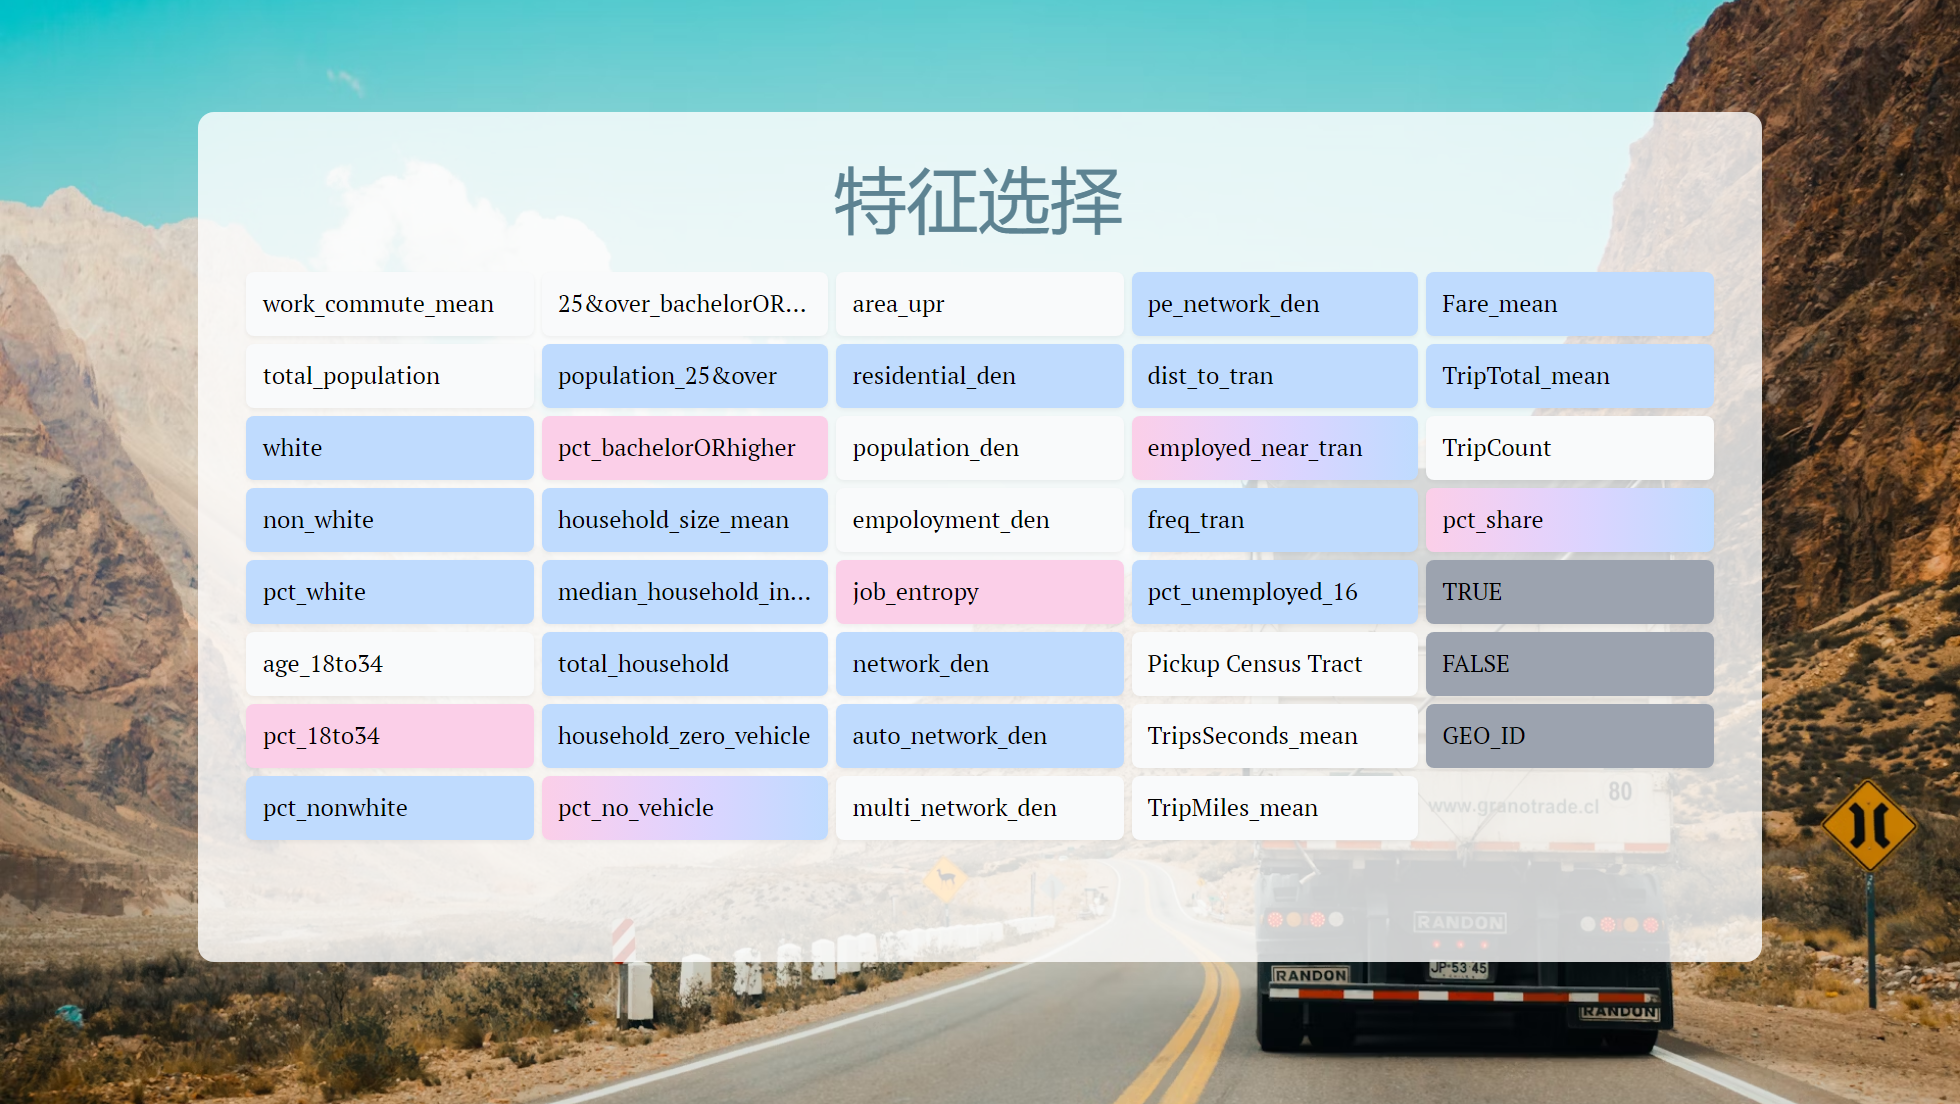 特征选择
work_commute_mean
25&over_bachelorOR...
area_upr
pe_network_den
Fare_mean
total_population
population_25&over
residential_den
dist_to_tran
TripTotal_mean
white
pct_bachelorORhigher
population_den
employed_near_tran
TripCount
non_white
household_size_mean
empoloyment_den
freq_tran
pct_share
pct_white
median_household_in...
job_entropy
pct_unemployed_16
TRUE
age_18to34
total_household
network_den
Pickup Census Tract
FALSE
pct_18to34
household_zero_vehicle
auto_network_den
TripsSeconds_mean
GEO_ID
pct_nonwhite
pct_no_vehicle
multi_network_den
TripMiles_mean
80
www.granotrade.cl
RANDON
JP-53 45
RANDON
RANDON